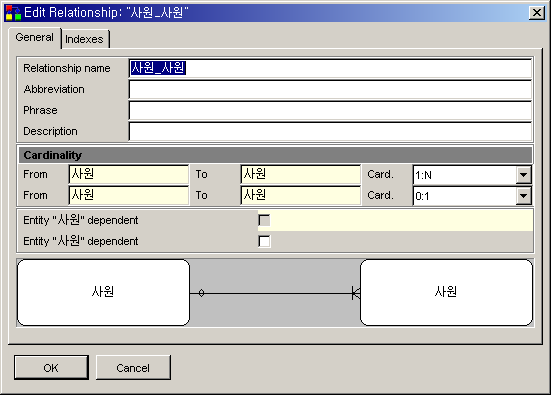 Edit Relationship: "사원_사원"
General Indexes
Relationship name 사원_사원
Abbreviation
Phrase
Description
Cardinality
From 사원 To 사원 Card. 1:N
From 사원 To 사원 Card. 0:1
Entity "사원" dependent
Entity "사원" dependent
사원 사원
OK Cancel